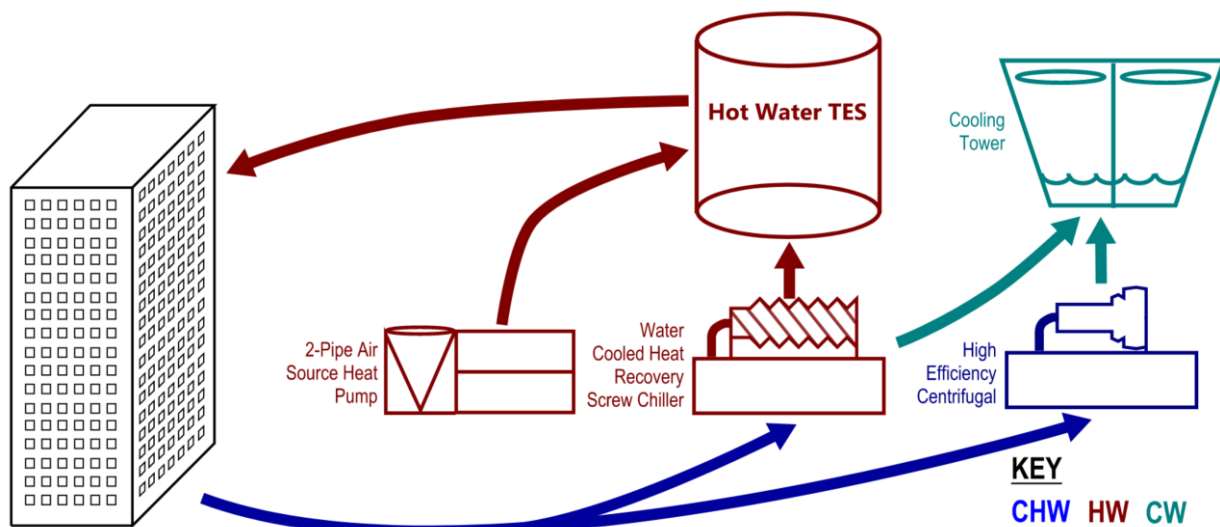 Hot Water TES
Cooling
Tower
2-Pipe Air
Source Heat
Pump
Water
Cooled Heat
Recovery
Screw Chiller
High
Efficiency
Centrifugal
KEY
CHW HW CW